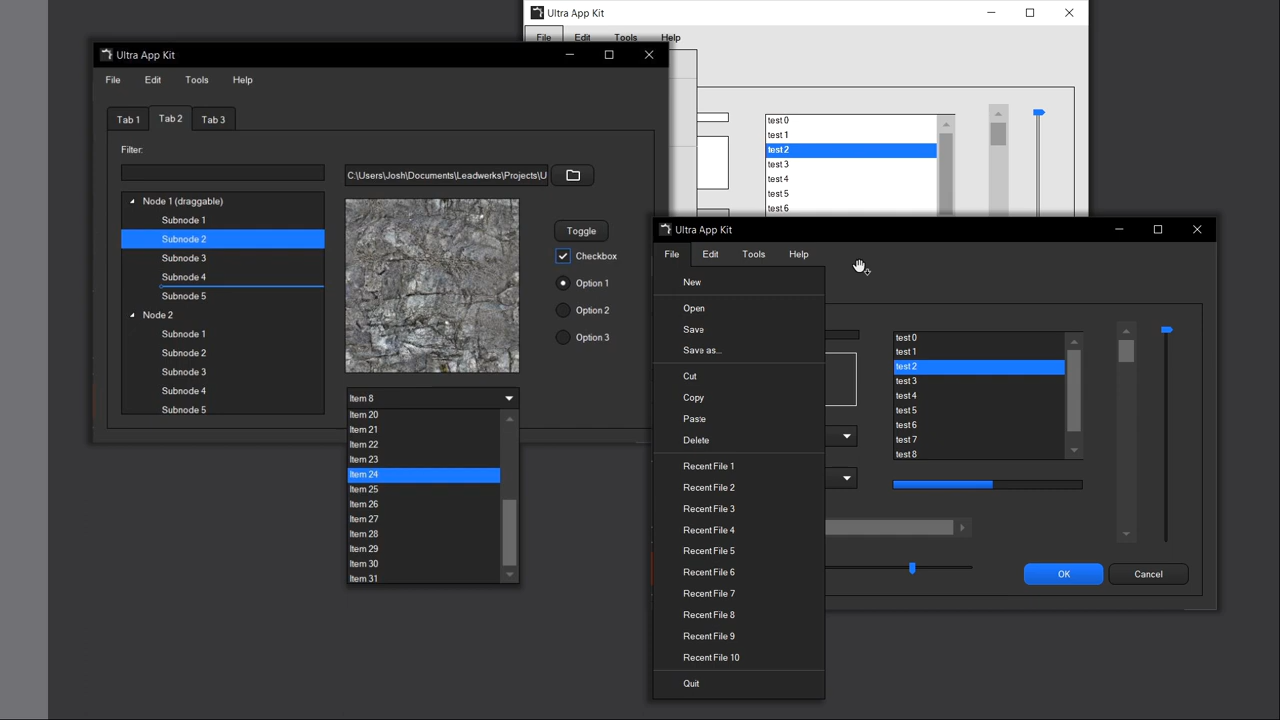 Ultra App Kit
File Edit Tools Help
test 0
test 1
test 2
test 3
test 4
test 5
test 6
Ultra App Kit
File Edit Tools Help
Tab 1 Tab 2 Tab 3
Filter:
Node 1 (draggable)
Subnode 1
Subnode 2
Subnode 3
Subnode 4
Subnode 5
Node 2
Subnode 1
Subnode 2
Subnode 3
Subnode 4
Subnode 5
C:\Users\Josh\Documents\Leadwerks\Projects\U
Toggle
Checkbox
Option 1
Option 2
Option 3
Item 8
Item 20
Item 21
Item 22
Item 23
Item 24
Item 25
Item 26
Item 27
Item 28
Item 29
Item 30
Item 31
Ultra App Kit
File Edit Tools Help
New
Open
Save
Save as...
Cut
Copy
Paste
Delete
Recent File 1
Recent File 2
Recent File 3
Recent File 4
Recent File 5
Recent File 6
Recent File 7
Recent File 8
Recent File 9
Recent File 10
Quit
test 0
test 1
test 2
test 3
test 4
test 5
test 6
test 7
test 8
OK Cancel